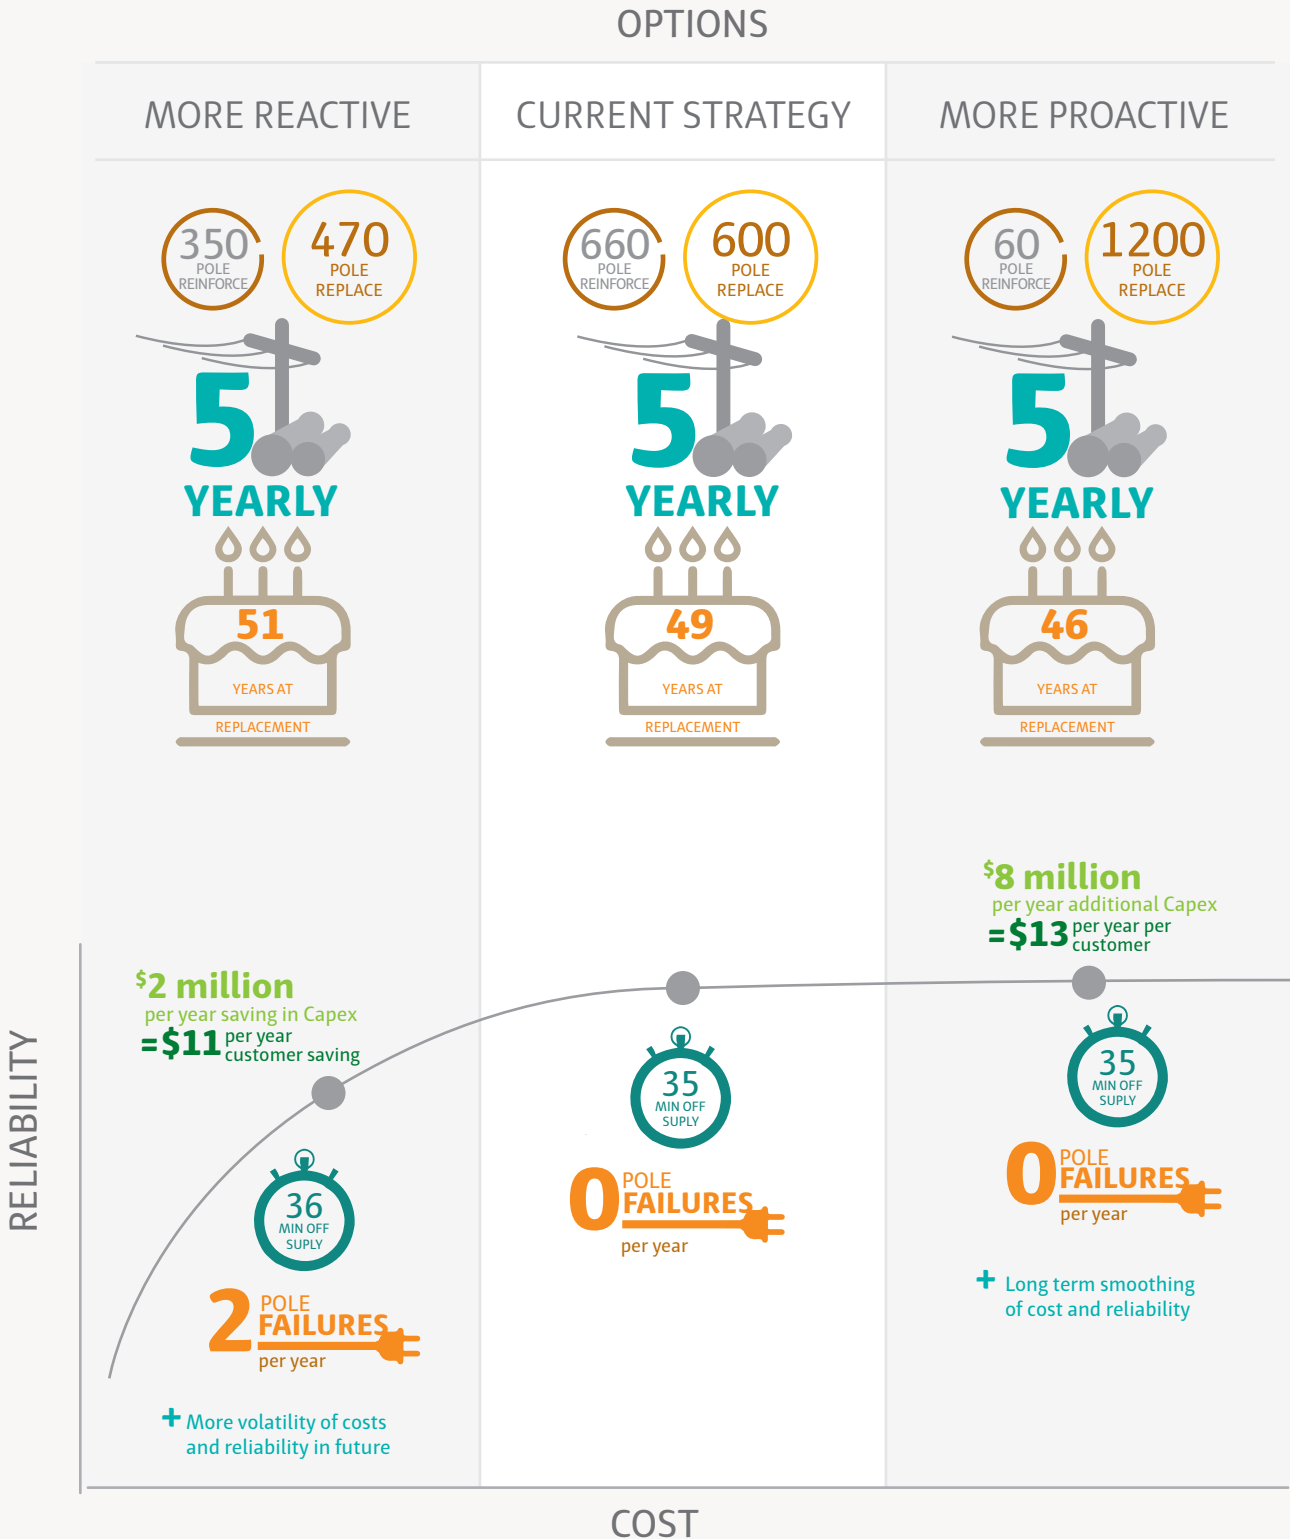 OPTIONS
MORE REACTIVE
CURRENT STRATEGY
MORE PROACTIVE
350
POLE
REINFORCE
470
POLE
REPLACE
660
POLE
REINFORCE
600
POLE
REPLACE
60
POLE
REINFORCE
1200
POLE
REPLACE
5
YEARLY
5
YEARLY
5
YEARLY
51
YEARS AT
REPLACEMENT
49
YEARS AT
REPLACEMENT
46
YEARS AT
REPLACEMENT
$2 million
per year saving in Capex
=$11 per year
customer saving
36
MIN OFF
SUPLY
2 POLE
FAILURES
per year
+ More volatility of costs
and reliability in future
35
MIN OFF
SUPLY
0 POLE
FAILURES
per year
$8 million
per year additional Capex
=$13 per year per
customer
35
MIN OFF
SUPLY
0 POLE
FAILURES
per year
+ Long term smoothing
of cost and reliability
RELIABILITY
COST